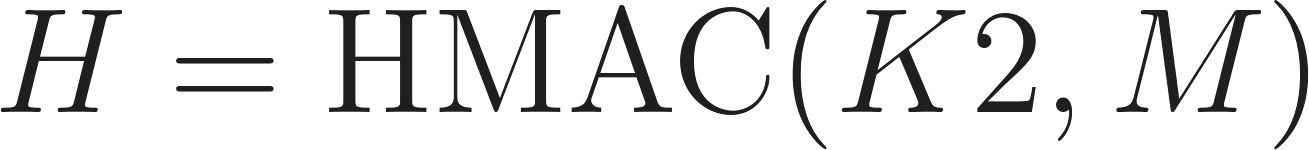 H = HMAC(K2, M)